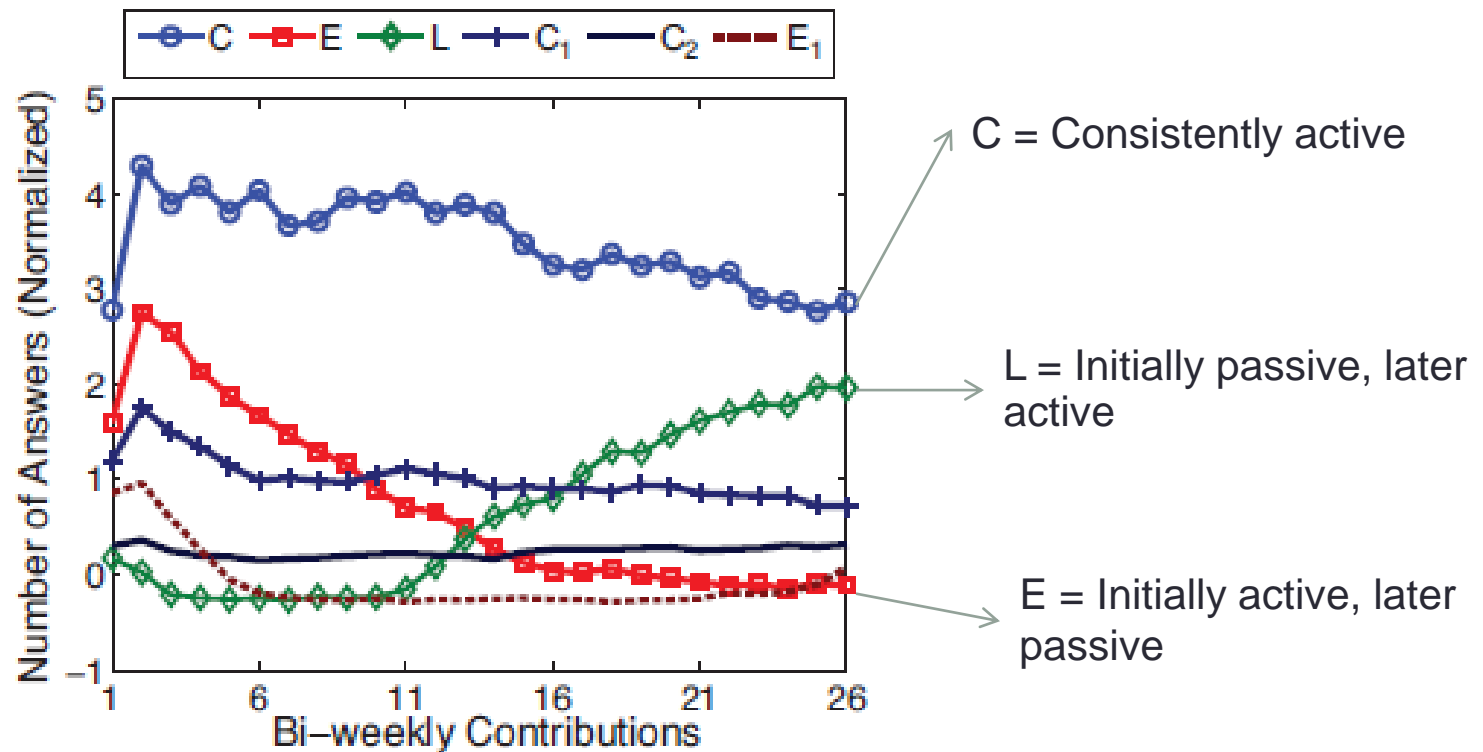 C E L C₁ C₂ E₁
Number of Answers (Normalized)
5
4
3
2
1
0
−1
1 6 11 16 21 26
Bi−weekly Contributions
C = Consistently active
L = Initially passive, later
active
E = Initially active, later
passive